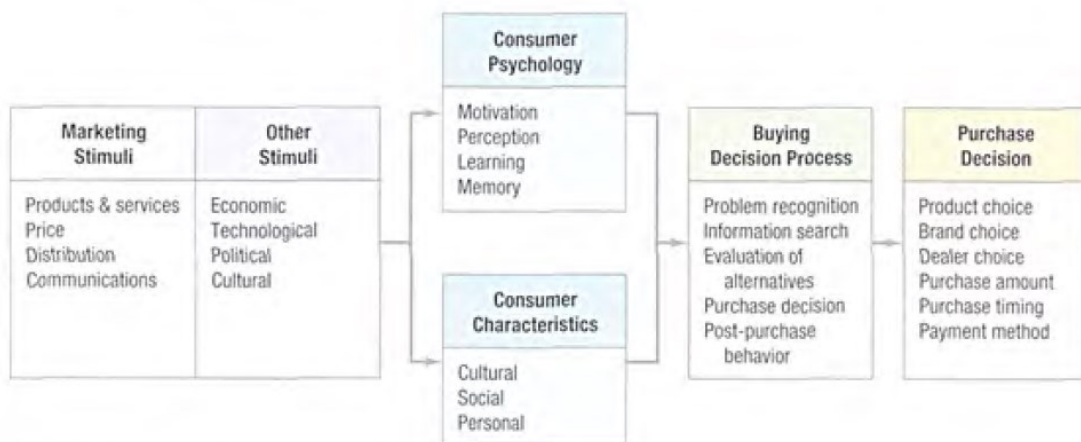 Consumer
Psychology
Motivation
Perception
Learning
Memory
Marketing
Stimuli
Products & services
Price
Distribution
Communications
Other
Stimuli
Economic
Technological
Political
Cultural
Consumer
Characteristics
Cultural
Social
Personal
Buying
Decision Process
Problem recognition
Information search
Evaluation of
alternatives
Purchase decision
Post-purchase
behavior
Purchase
Decision
Product choice
Brand choice
Dealer choice
Purchase amount
Purchase timing
Payment method